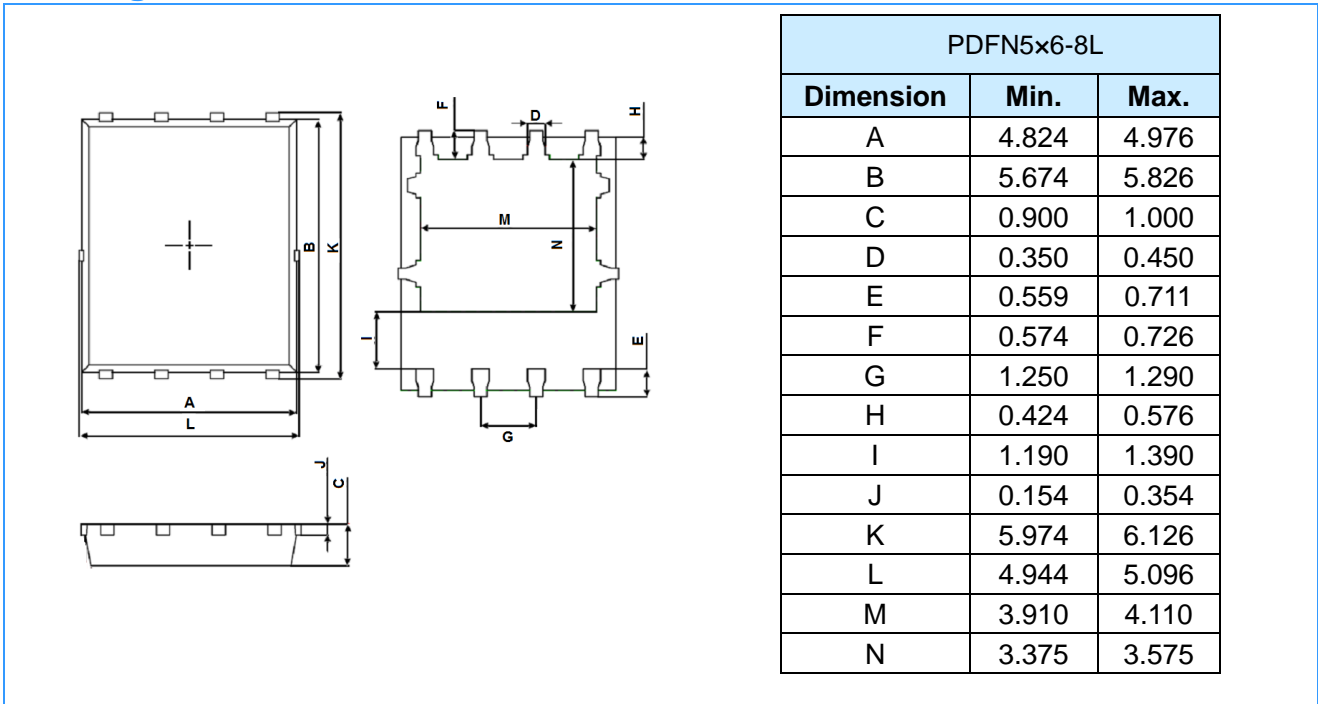 F
D
H
B
K
M
N
I
E
A
L
G
J
C
PDFN5×6-8L
Dimension Min. Max.
A 4.824 4.976
B 5.674 5.826
C 0.900 1.000
D 0.350 0.450
E 0.559 0.711
F 0.574 0.726
G 1.250 1.290
H 0.424 0.576
I 1.190 1.390
J 0.154 0.354
K 5.974 6.126
L 4.944 5.096
M 3.910 4.110
N 3.375 3.575